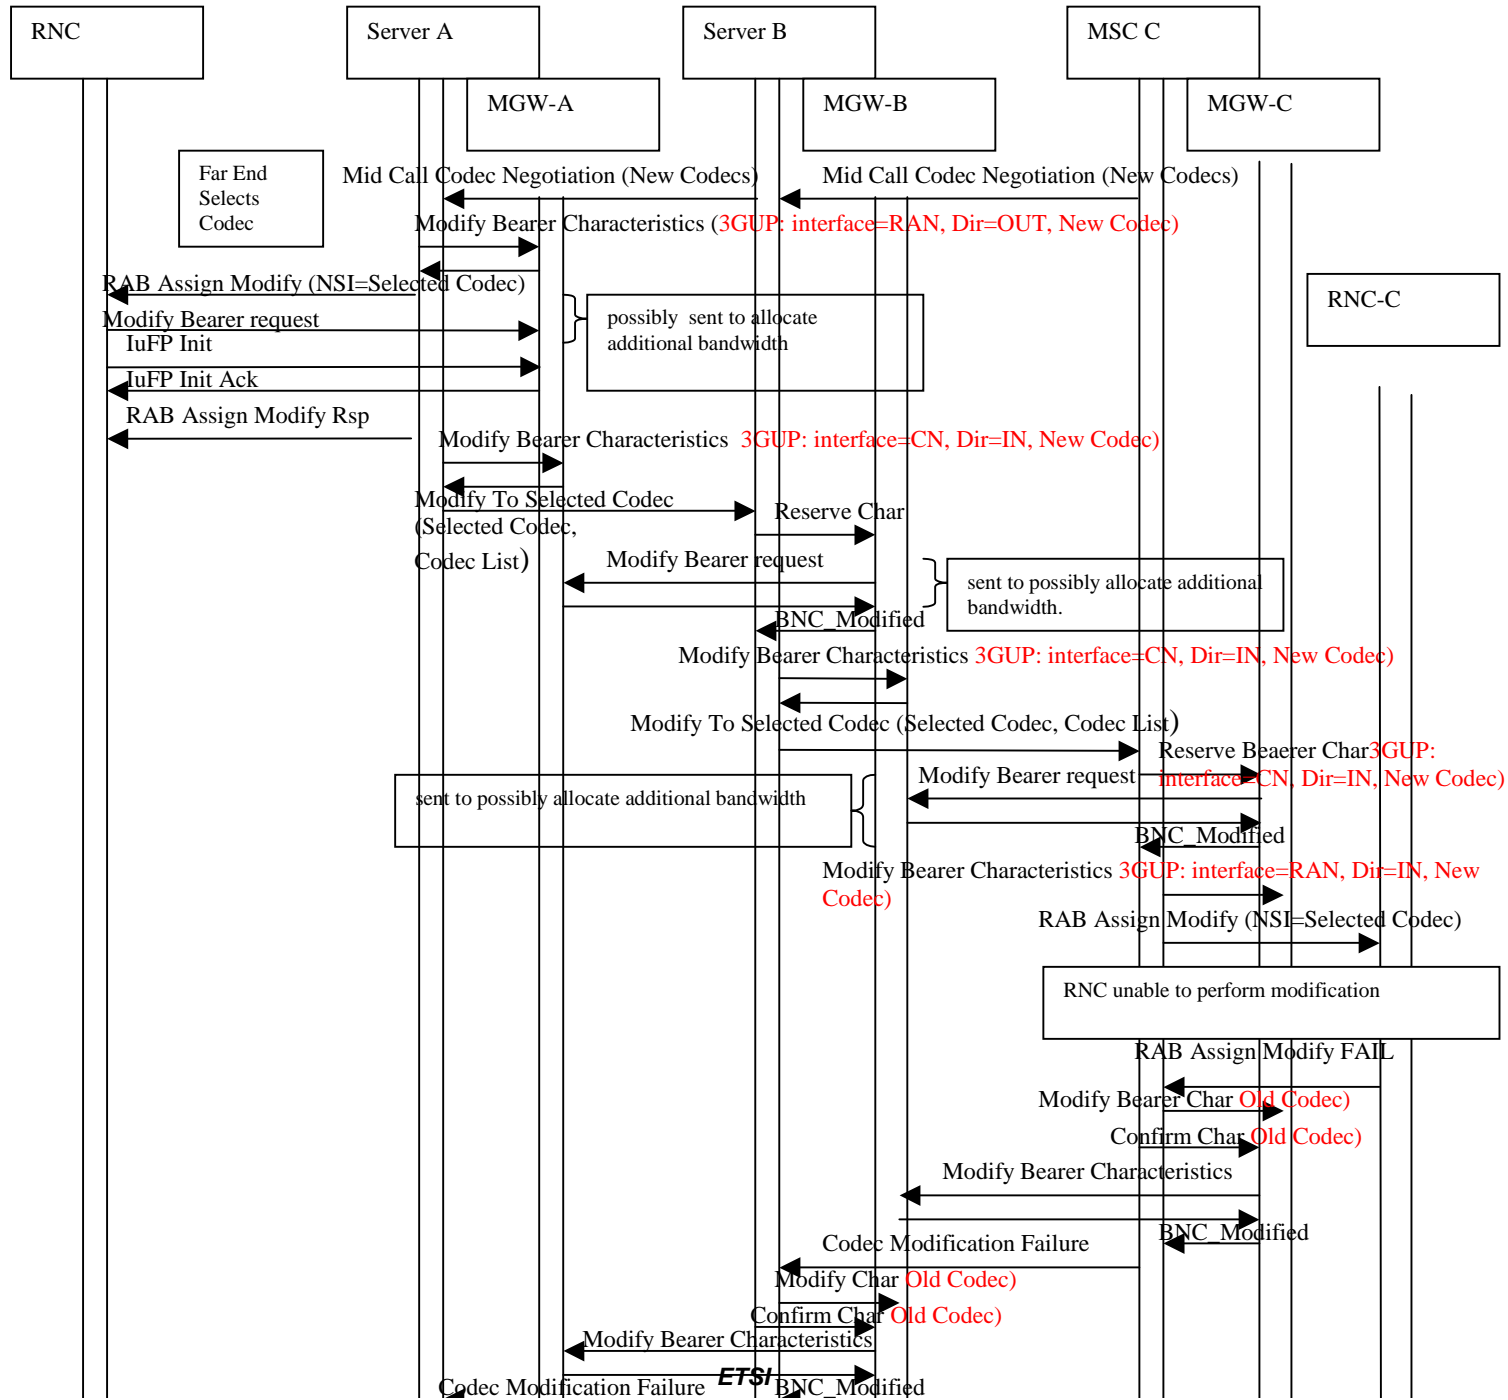 RNC
Server A
Server B
MSC C
MGW-A
MGW-B
MGW-C
Far End
Selects
Codec
Mid Call Codec Negotiation (New Codecs)
Mid Call Codec Negotiation (New Codecs)
Modify Bearer Characteristics (3GUP: interface=RAN, Dir=OUT, New Codec)
RAB Assign Modify (NSI=Selected Codec)
RNC-C
Modify Bearer request
possibly sent to allocate
additional bandwidth
IuFP Init
IuFP Init Ack
RAB Assign Modify Rsp
Modify Bearer Characteristics 3GUP: interface=CN, Dir=IN, New Codec)
Modify To Selected Codec
(Selected Codec,
Codec List)
Reserve Char
Modify Bearer request
sent to possibly allocate additional
bandwidth.
BNC_Modified
Modify Bearer Characteristics 3GUP: interface=CN, Dir=IN, New Codec)
Modify To Selected Codec (Selected Codec, Codec List)
Reserve Beaerer Char3GUP:
interface=CN, Dir=IN, New Codec)
Modify Bearer request
sent to possibly allocate additional bandwidth
BNC_Modified
Modify Bearer Characteristics 3GUP: interface=RAN, Dir=IN, New
Codec)
RAB Assign Modify (NSI=Selected Codec)
RNC unable to perform modification
RAB Assign Modify FAIL
Modify Bearer Char Old Codec)
Confirm Char Old Codec)
Modify Bearer Characteristics
BNC_Modified
Codec Modification Failure
Modify Char Old Codec)
Confirm Char Old Codec)
Modify Bearer Characteristics
ETSI
Codec Modification Failure
BNC_Modified